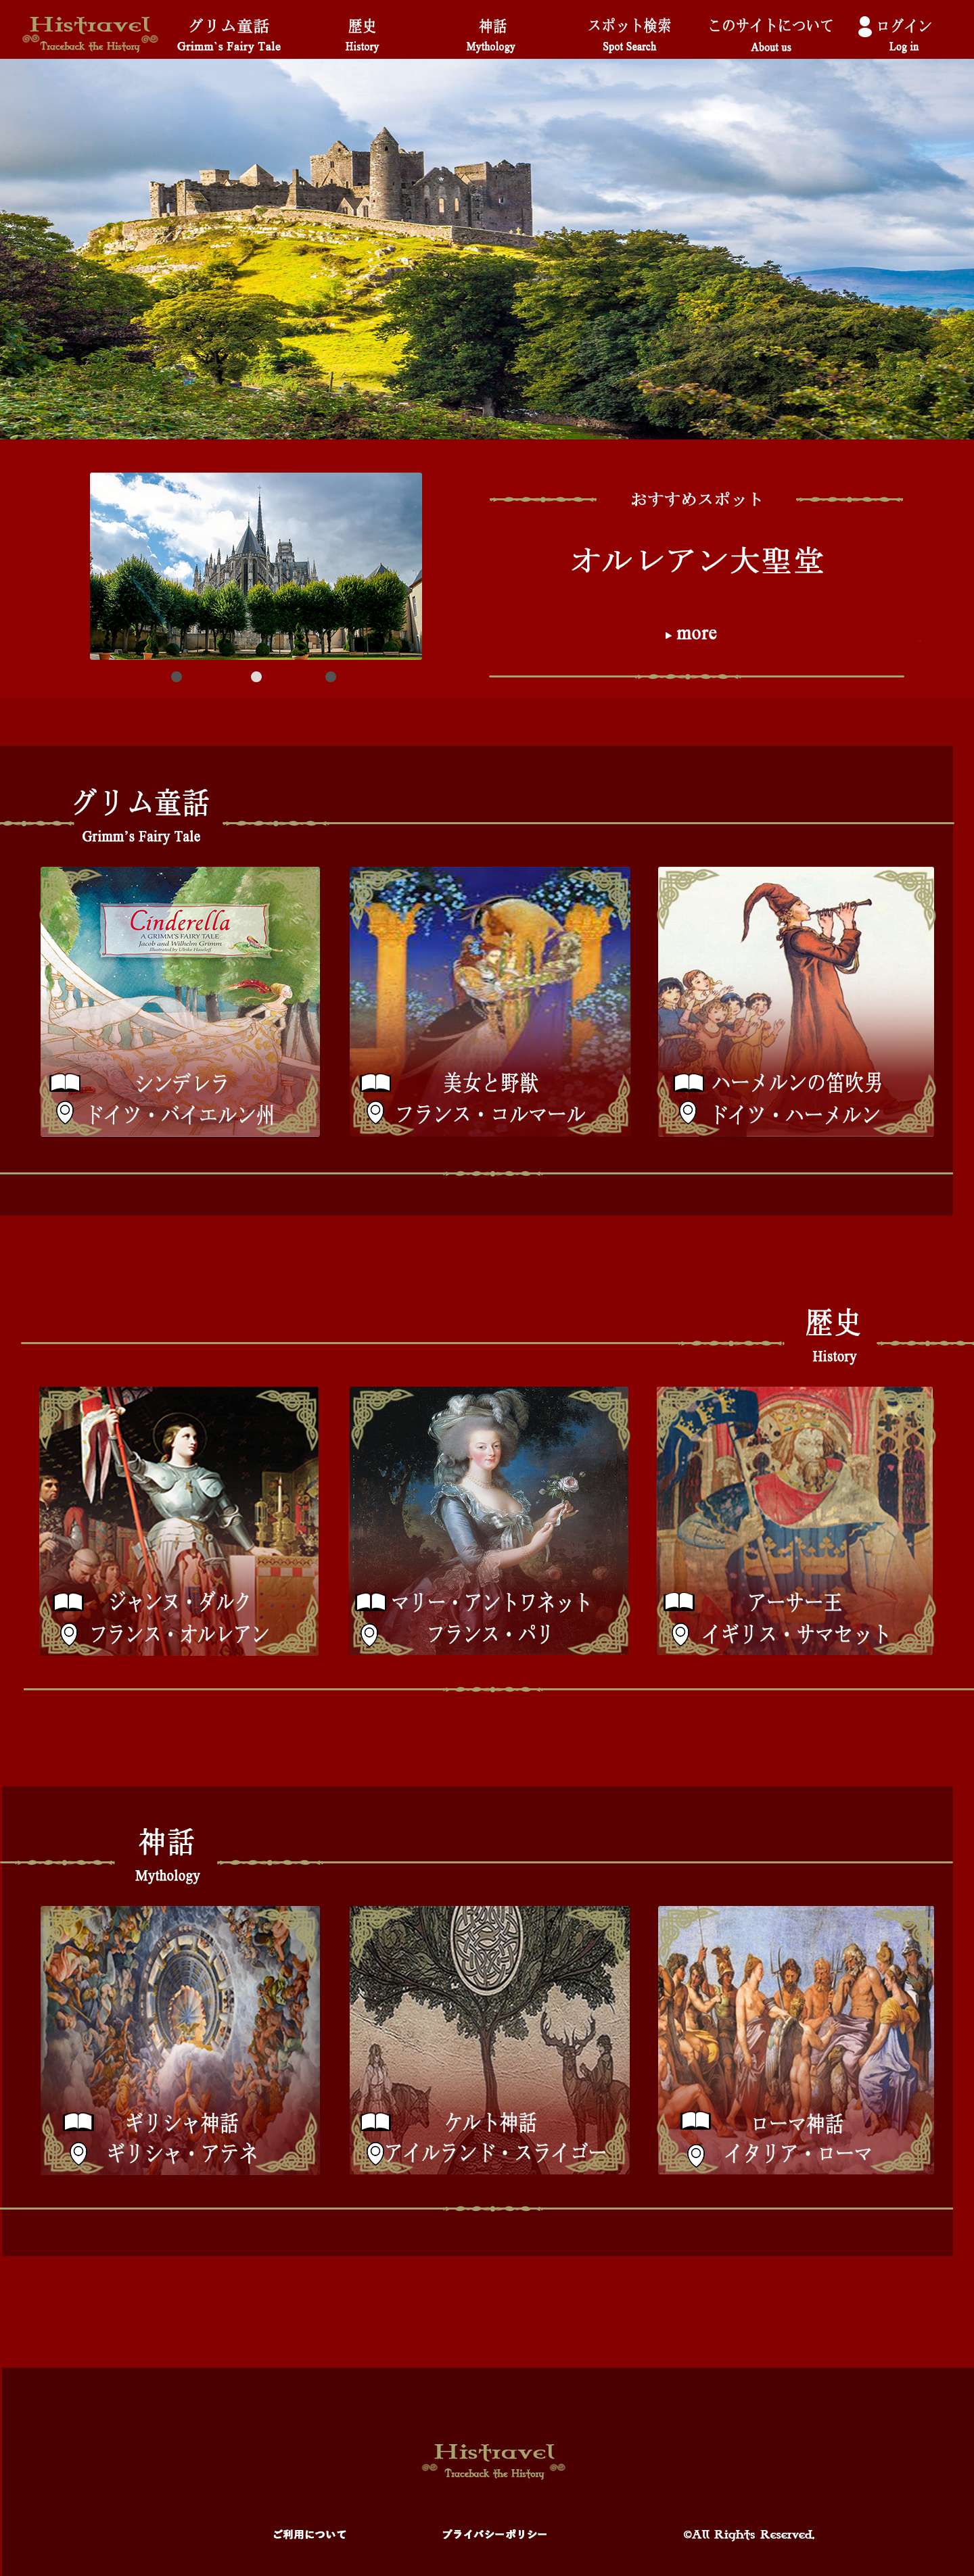 Histravel
Traceback the History
グリム童話
Grimm's Fairy Tale
歴史
History
神話
Mythology
スポット検索
Spot Search
このサイトについて
About us
ログイン
Log in
おすすめスポット
オルレアン大聖堂
more
グリム童話
Grimm's Fairy Tale
Cinderella
A GRIMM'S FAIRY TALE
Jacob and Wilhelm Grimm
シンデレラ
ドイツ・バイエルン州
美女と野獣
フランス・コルマール
ハーメルンの笛吹男
ドイツ・ハーメルン
歴史
History
ジャンヌ・ダルク
フランス・オルレアン
マリー・アントワネット
フランス・パリ
アーサー王
イギリス・サマセット
神話
Mythology
ギリシャ神話
ギリシャ・アテネ
ケルト神話
アイルランド・スライゴー
ローマ神話
イタリア・ローマ
Histravel
Traceback the History
ご利用について
プライバシーポリシー
©All Rights Reserved.